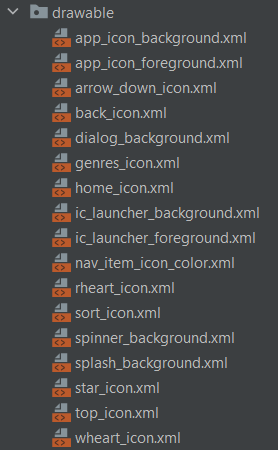 drawable
app_icon_background.xml
app_icon_foreground.xml
arrow_down_icon.xml
back_icon.xml
dialog_background.xml
genres_icon.xml
home_icon.xml
ic_launcher_background.xml
ic_launcher_foreground.xml
nav_item_icon_color.xml
rheart_icon.xml
sort_icon.xml
spinner_background.xml
splash_background.xml
star_icon.xml
top_icon.xml
wheart_icon.xml